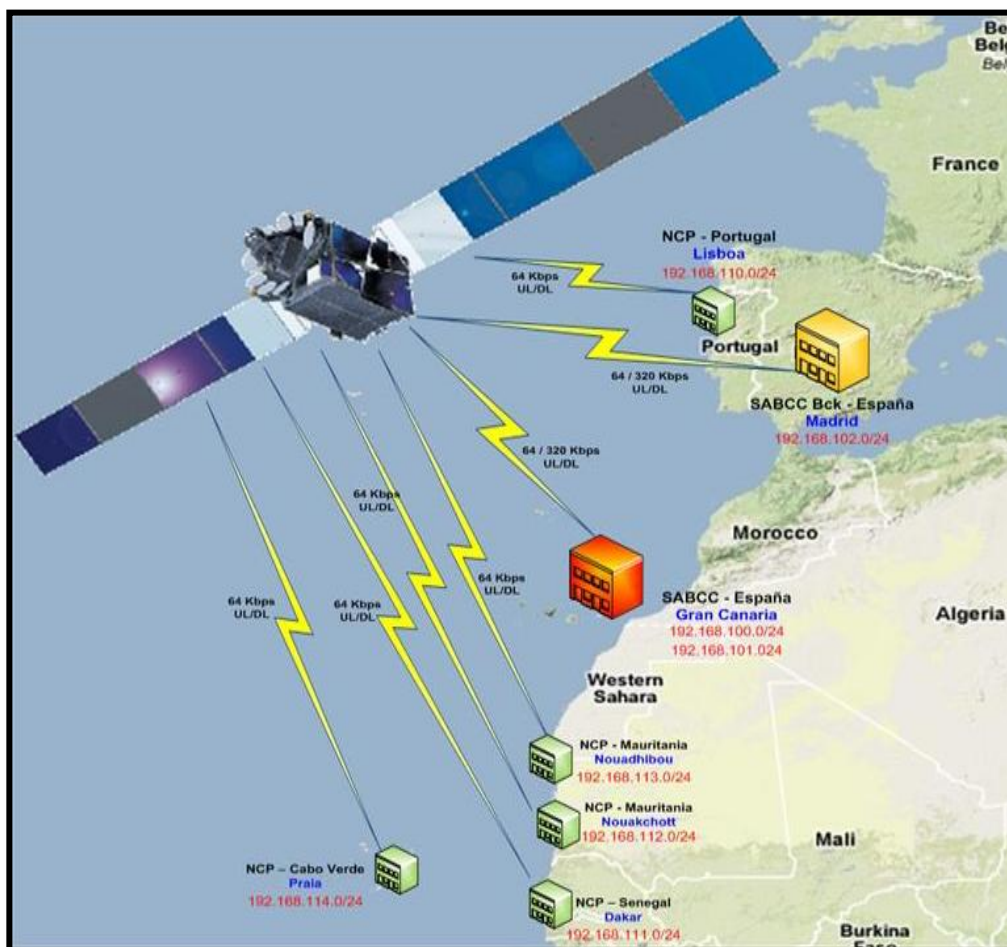 Be
Belg
Bel
France
NCP - Portugal
Lisboa
192.168.110.0/24
64 Kbps
UL/DL
Portugal
64 / 320 Kbps
UL/DL
SABCC Bck - España
Madrid
192.168.102.0/24
64 / 320 Kbps
UL/DL
64 Kbps
UL/DL
Morocco
64 Kbps
UL/DL
64 Kbps
UL/DL
64 Kbps
UL/DL
SABCC - España
Gran Canaria
192.168.100.0/24
192.168.101.024
Algeria
Western
Sahara
NCP - Mauritania
Nouadhibou
192.168.113.0/24
NCP - Mauritania
Nouakchott
192.168.112.0/24
Mali
NCP – Cabo Verde
Praia
192.168.114.0/24
NCP – Senegal
Dakar
192.168.111.0/24
Burkina
Faso